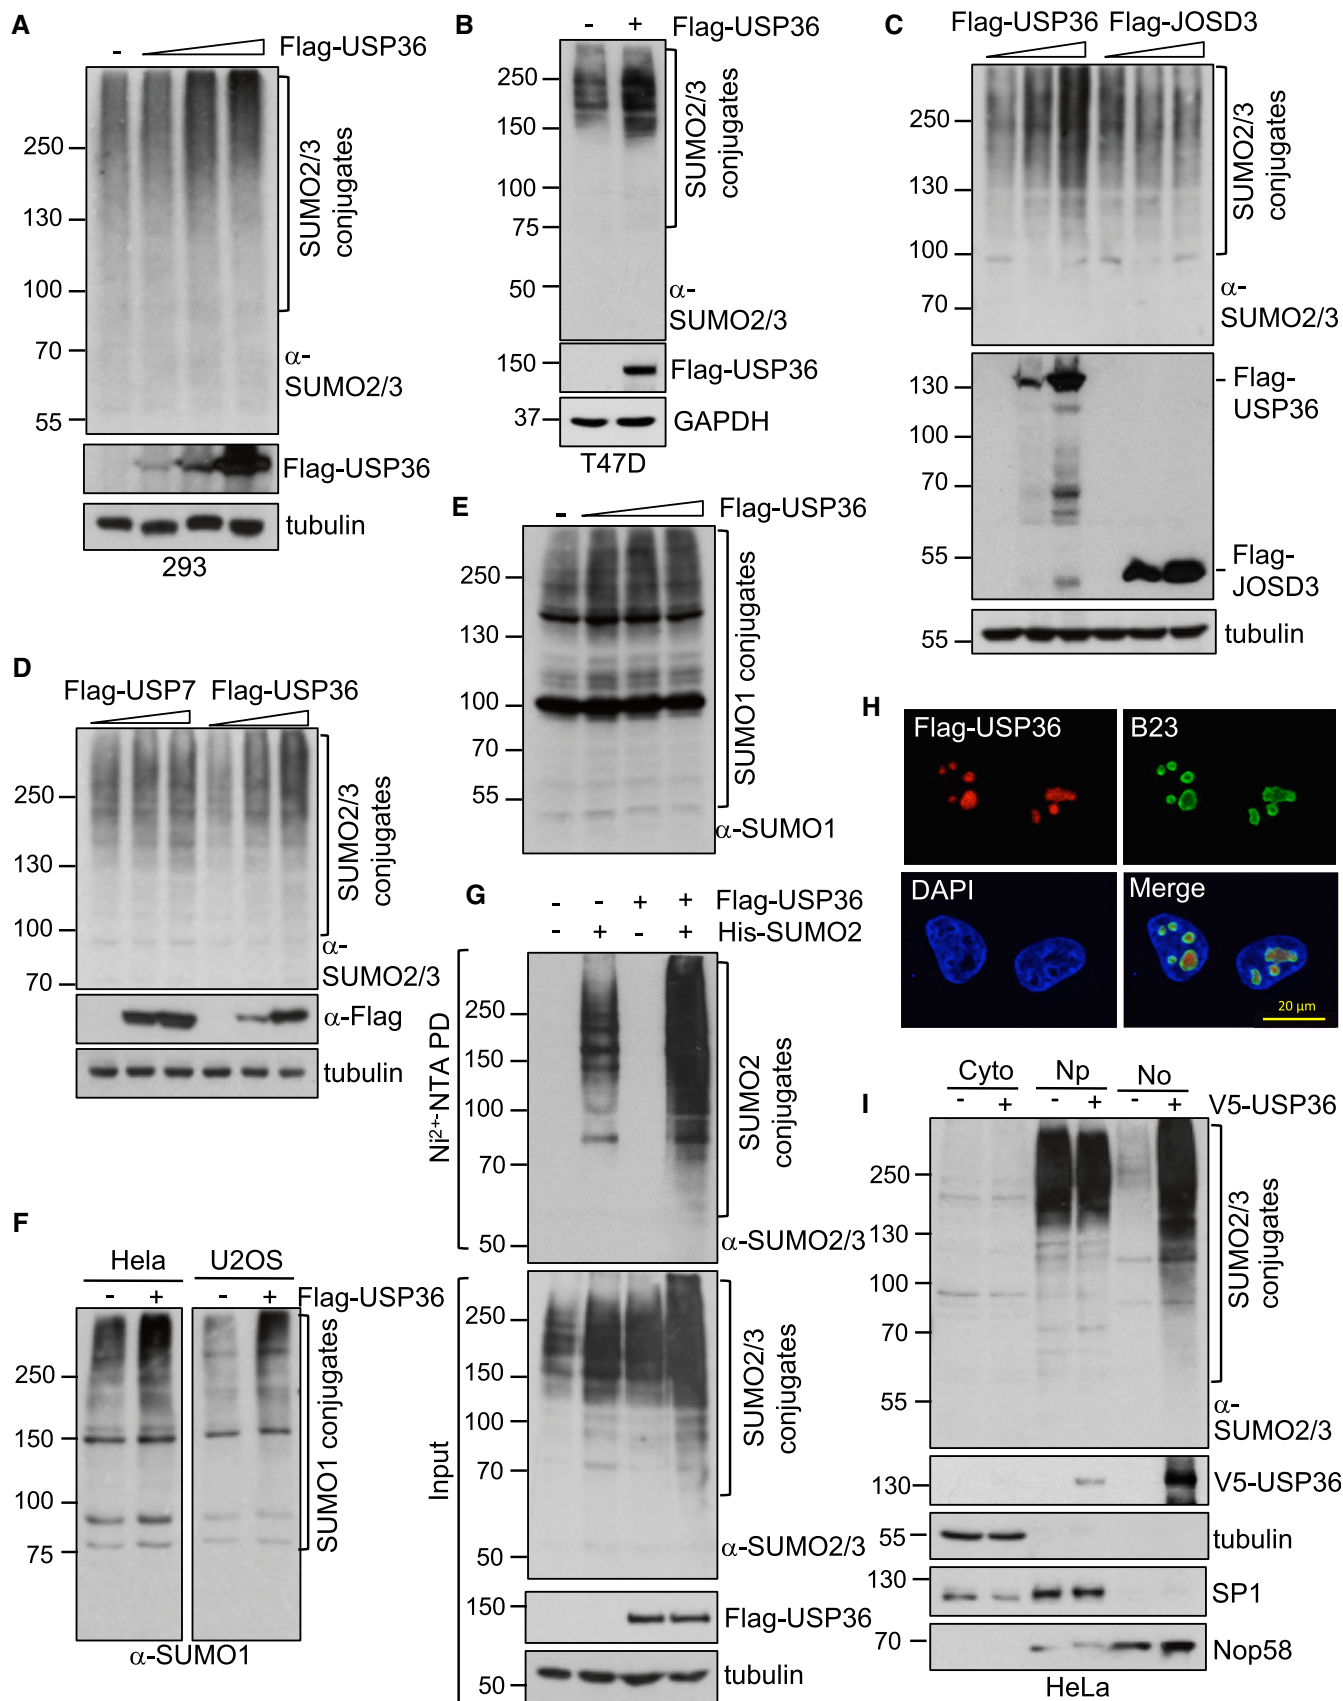 A
- Flag-USP36
250
130
100
70
55
SUMO2/3
conjugates
α-
SUMO2/3
Flag-USP36
tubulin
293
B
- + Flag-USP36
250
150
100
75
50
SUMO2/3
conjugates
α-
SUMO2/3
150
Flag-USP36
37
GAPDH
T47D
C
Flag-USP36 Flag-JOSD3
250
130
100
70
SUMO2/3
conjugates
α-
SUMO2/3
130
100
70
55
Flag-
USP36
Flag-
JOSD3
55
tubulin
D
Flag-USP7 Flag-USP36
250
130
100
70
SUMO2/3
conjugates
α-
SUMO2/3
α-Flag
tubulin
E
- Flag-USP36
250
130
100
70
55
SUMO1 conjugates
α-SUMO1
F
Hela U2OS
- + - + Flag-USP36
250
150
100
75
SUMO1 conjugates
α-SUMO1
G
- - + + Flag-USP36
- + - + His-SUMO2
Ni2+-NTA PD
250
150
100
70
50
SUMO2
conjugates
α-SUMO2/3
Input
250
150
100
70
50
SUMO2/3
conjugates
α-SUMO2/3
150
Flag-USP36
50
tubulin
H
Flag-USP36 B23
DAPI Merge
20 µm
I
Cyto Np No
- + - + - + V5-USP36
250
130
100
70
55
SUMO2/3
conjugates
α-
SUMO2/3
130
V5-USP36
55
tubulin
130
SP1
70
Nop58
HeLa